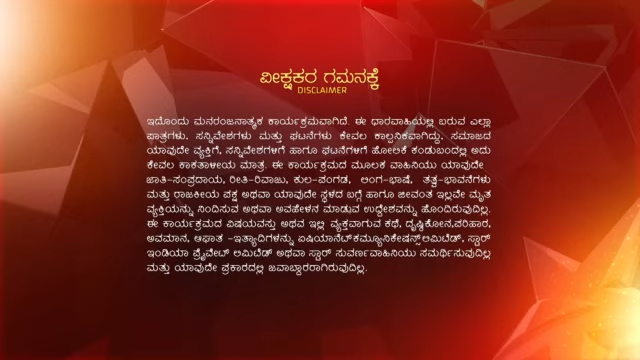 ವೀಕ್ಷಕರ ಗಮನಕ್ಕೆ
DISCLAIMER
ಇದೊಂದು ಮನರಂಜನಾತ್ಮಕ ಕಾರ್ಯಕ್ರಮವಾಗಿದೆ. ಈ ಧಾರವಾಹಿಯಲ್ಲಿ ಬರುವ ಎಲ್ಲಾ
ಪಾತ್ರಗಳು, ಸನ್ನಿವೇಶಗಳು ಮತ್ತು ಘಟನೆಗಳು ಕೇವಲ ಕಾಲ್ಪನಿಕವಾಗಿದ್ದು, ಸಮಾಜದ
ಯಾವುದೇ ವ್ಯಕ್ತಿಗೆ, ಸನ್ನಿವೇಶಗಳಿಗೆ ಹಾಗೂ ಘಟನೆಗಳಿಗೆ ಹೋಲಿಕೆ ಕಂಡುಬಂದಲ್ಲಿ ಅದು
ಕೇವಲ ಕಾಕತಾಳೀಯ ಮಾತ್ರ. ಈ ಕಾರ್ಯಕ್ರಮದ ಮೂಲಕ ವಾಹಿನಿಯು ಯಾವುದೇ
ಜಾತಿ-ಸಂಪ್ರದಾಯ, ರೀತಿ-ರಿವಾಜು, ಕುಲ-ಪಂಗಡ, ಲಿಂಗ-ಭಾಷೆ, ತತ್ವ-ಭಾವನೆಗಳು
ಮತ್ತು ರಾಜಕೀಯ ಪಕ್ಷ ಅಥವಾ ಯಾವುದೇ ಸ್ಥಳದ ಬಗ್ಗೆ ಹಾಗೂ ಜೀವಂತ ಇಲ್ಲವೇ ಮೃತ
ವ್ಯಕ್ತಿಯನ್ನು ನಿಂದಿಸುವ ಅಥವಾ ಅವಹೇಳನ ಮಾಡುವ ಉದ್ದೇಶವನ್ನು ಹೊಂದಿರುವುದಿಲ್ಲ.
ಈ ಕಾರ್ಯಕ್ರಮದ ವಿಷಯವಸ್ತು ಅಥವ ಇಲ್ಲಿ ವ್ಯಕ್ತವಾಗುವ ಕಥೆ, ದೃಷ್ಟಿಕೋನ,ಪರಿಹಾರ,
ಅವಮಾನ, ಆಘಾತ -ಇತ್ಯಾದಿಗಳನ್ನು ಏಷಿಯಾನೆಟ್‌ಕಮ್ಯೂನಿಕೇಷನ್ಸ್‌ಲಿಮಿಟೆಡ್, ಸ್ಟಾರ್
ಇಂಡಿಯಾ ಪ್ರೈವೇಟ್ ಲಿಮಿಟೆಡ್ ಅಥವಾ ಸ್ಟಾರ್ ಸುವರ್ಣವಾಹಿನಿಯು ಸಮರ್ಥಿಸುವುದಿಲ್ಲ
ಮತ್ತು ಯಾವುದೇ ಪ್ರಕಾರದಲ್ಲಿ ಜವಾಬ್ದಾರರಾಗಿರುವುದಿಲ್ಲ.